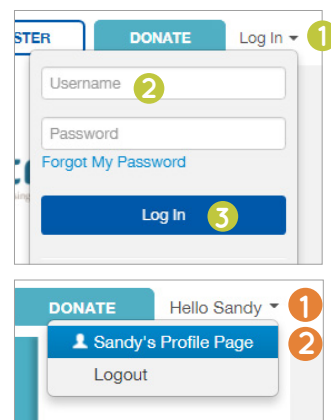 STER DONATE Log In 1
Username 2
Password
Forgot My Password
Log In 3
DONATE Hello Sandy 1
Sandy's Profile Page 2
Logout